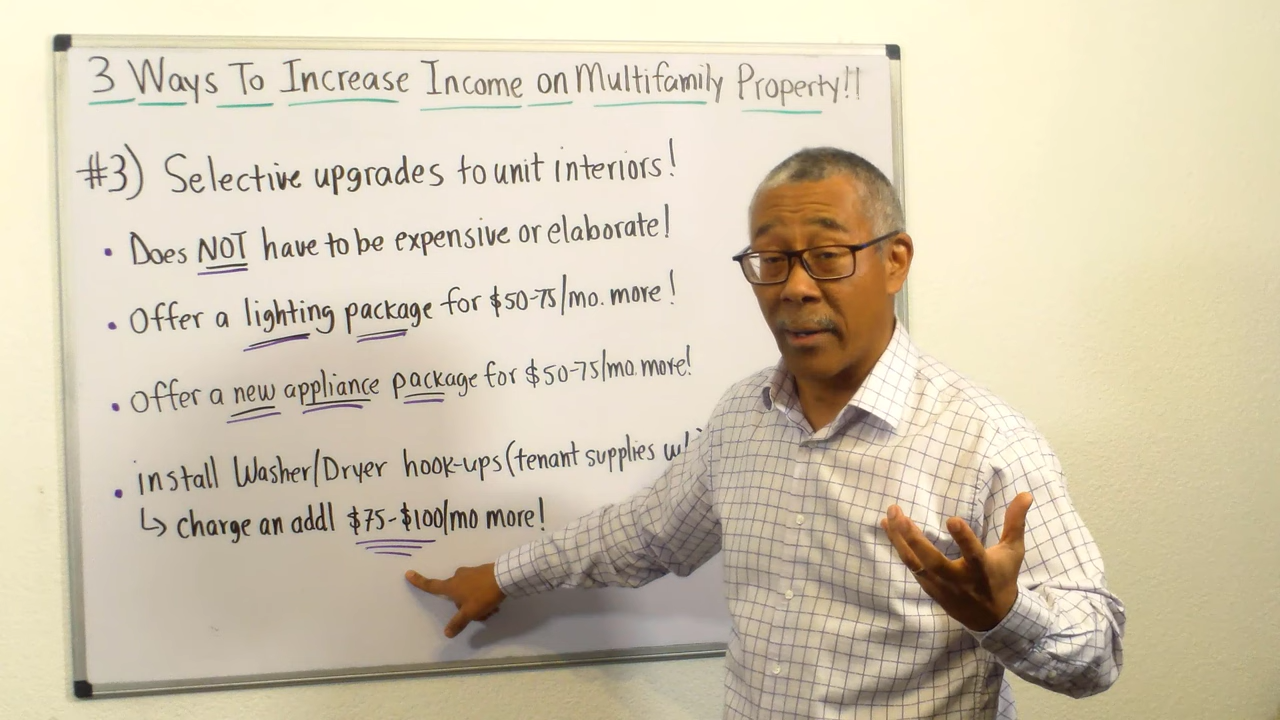 3 Ways To Increase Income on Multifamily Property!!
#3) Selective upgrades to unit interiors!
• Does NOT have to be expensive or elaborate!
• Offer a lighting package for $50-75/mo. more!
• Offer a new appliance package for $50-75/mo. more!
• install Washer/Dryer hook-ups (tenant supplies
↳ charge an addl $75-$100/mo more!